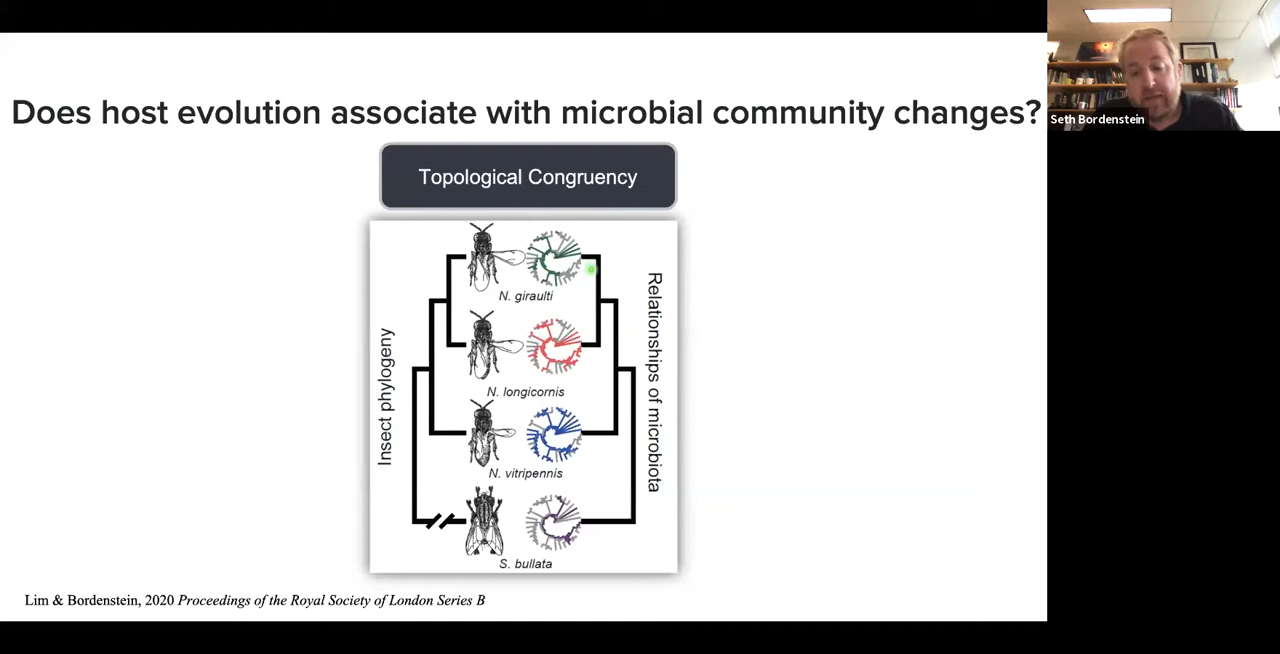 Does host evolution associate with microbial community changes?
Seth Bordenstein
Topological Congruency
Insect phylogeny
N. giraulti
N. longicornis
N. vitripennis
S. bullata
Relationships of microbiota
Lim & Bordenstein, 2020 Proceedings of the Royal Society of London Series B